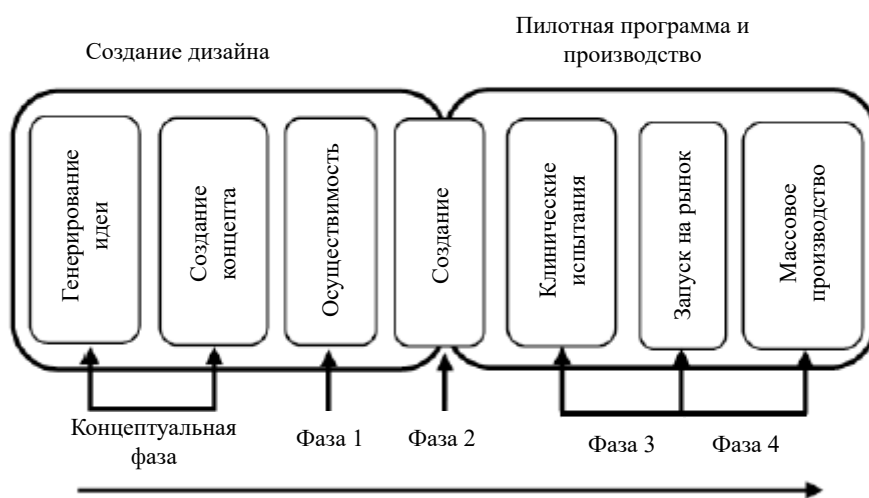 Создание дизайна
Пилотная программа и
производство
Генерирование
идеи
Создание
концепта
Осуществимость
Создание
Клинические
испытания
Запуск на рынок
Массовое
производство
Концептуальная
фаза
Фаза 1
Фаза 2
Фаза 3
Фаза 4